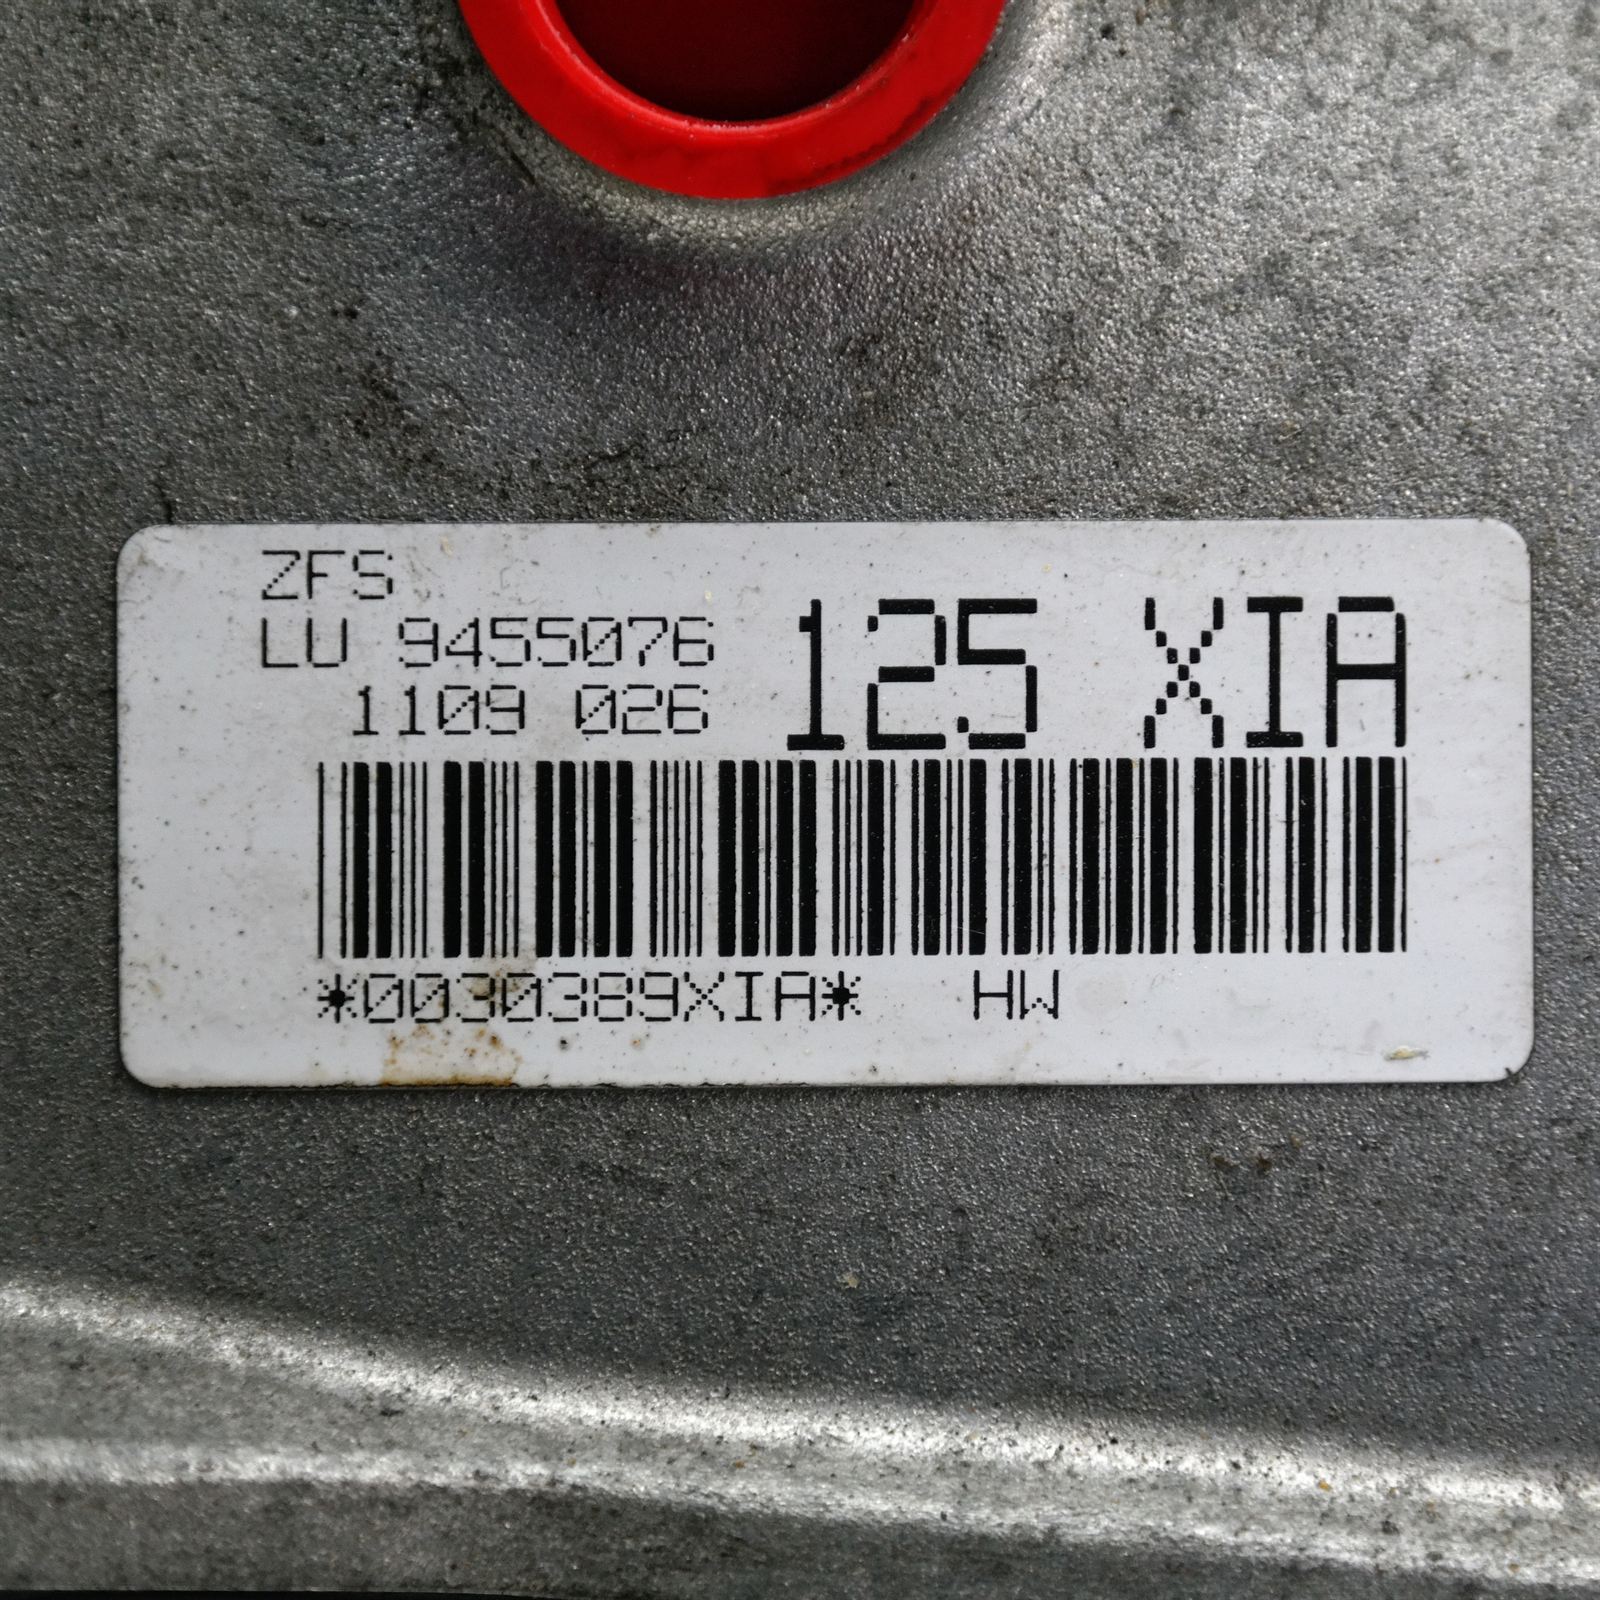 ZFS
LU 9455076
1109 026
125 XIA
*0030389XIA* HW